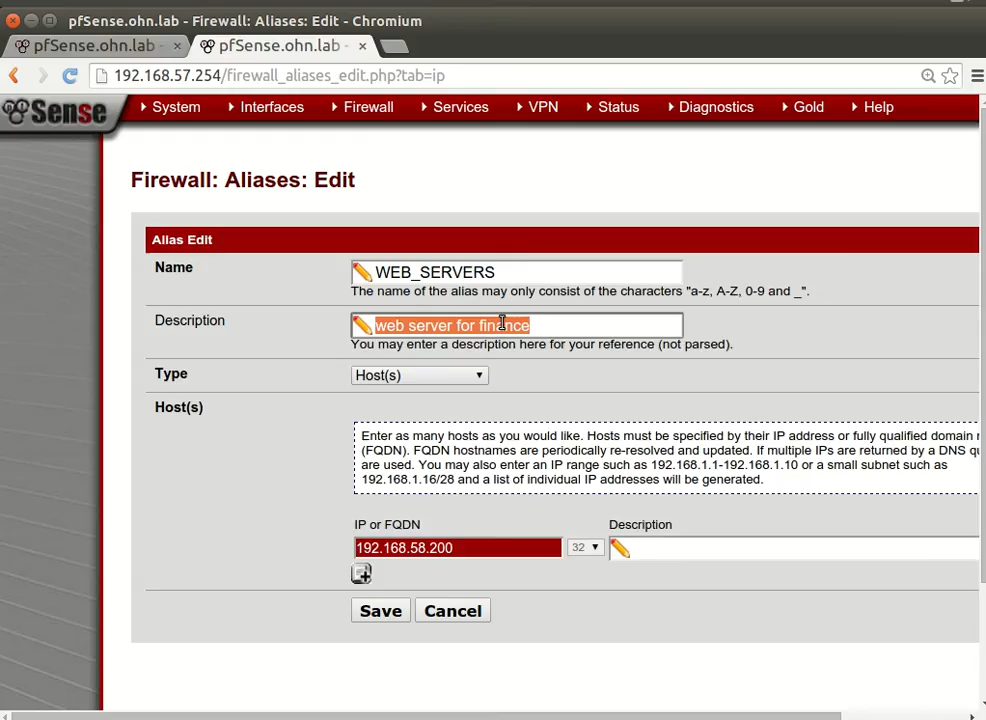 pfSense.ohn.lab - Firewall: Aliases: Edit - Chromium
pfSense.ohn.lab - × pfSense.ohn.lab - ×
192.168.57.254/firewall_aliases_edit.php?tab=ip
Sense System Interfaces Firewall Services VPN Status Diagnostics Gold Help
Firewall: Aliases: Edit
Alias Edit
Name WEB_SERVERS
The name of the alias may only consist of the characters "a-z, A-Z, 0-9 and _".
Description web server for finance
You may enter a description here for your reference (not parsed).
Type Host(s)
Host(s)
Enter as many hosts as you would like. Hosts must be specified by their IP address or fully qualified domain
(FQDN). FQDN hostnames are periodically re-resolved and updated. If multiple IPs are returned by a DNS
are used. You may also enter an IP range such as 192.168.1.1-192.168.1.10 or a small subnet such as
192.168.1.16/28 and a list of individual IP addresses will be generated.
IP or FQDN Description
192.168.58.200 32
Save Cancel